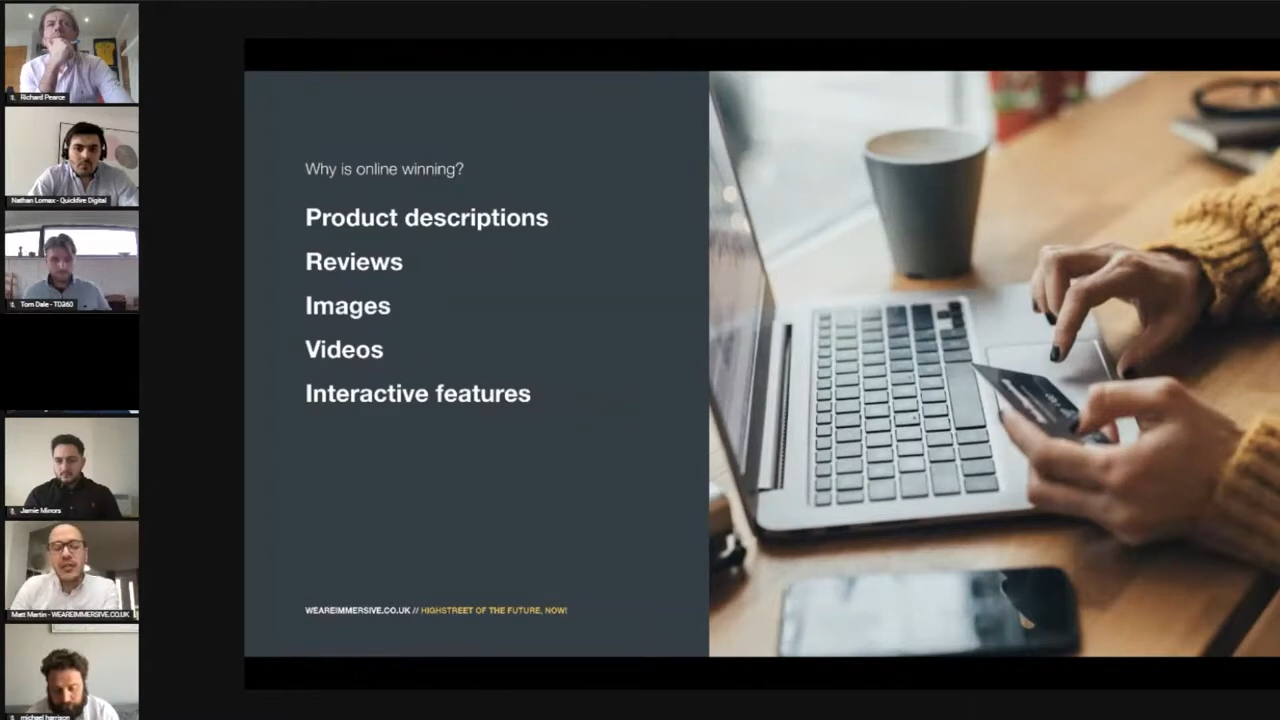 Richard Pearce
Nathan Lomax - Quickfire Digital
Tom Dale - TD360
Jamie Minors
Matt Martin - WEAREIMMERSIVE.CO.UK
michael harrison
Why is online winning?
Product descriptions
Reviews
Images
Videos
Interactive features
WEAREIMMERSIVE.CO.UK // HIGHSTREET OF THE FUTURE, NOW!